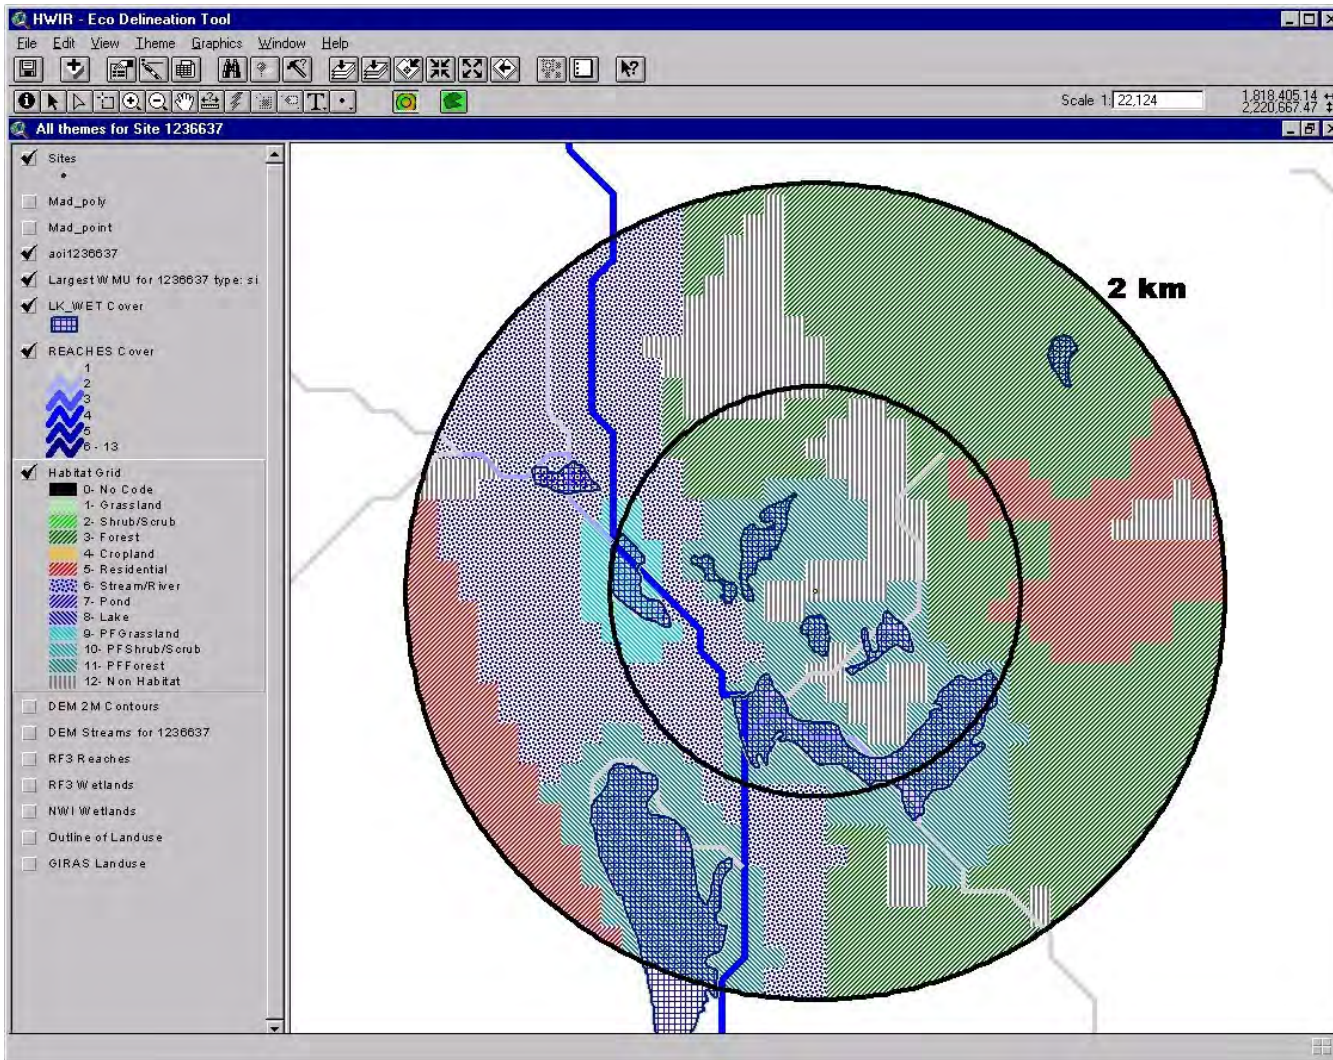 HWIR - Eco Delineation Tool
File Edit View Theme Graphics Window Help
Scale 1: 22,124
1,818,405.14
2,220,667.47
All themes for Site 1236637
Sites
Mad_poly
Mad_point
aoi1236637
Largest WMU for 1236637 type: si
LK_WET Cover
REACHES Cover
1
2
3
4
5
6 - 13
Habitat Grid
0- No Code
1- Grassland
2- Shrub/Scrub
3- Forest
4- Cropland
5- Residential
6- Stream/River
7- Pond
8- Lake
9- PFGrassland
10- PFShrub/Scrub
11- PFForest
12- Non Habitat
DEM 2M Contours
DEM Streams for 1236637
RF3 Reaches
RF3 Wetlands
NWI Wetlands
Outline of Landuse
GIRAS Landuse
2 km